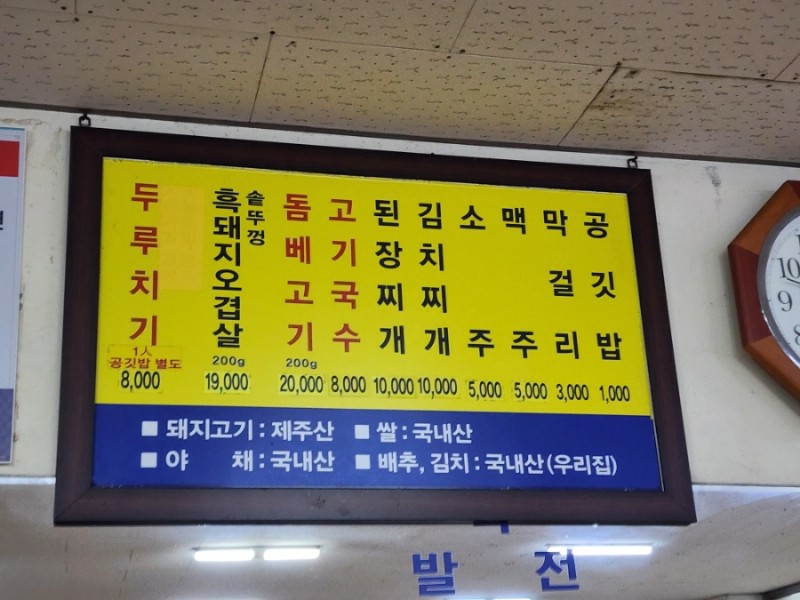 두루치기
1人
공깃밥 별도
8,000
솥뚜껑
흑돼지오겹살
200g
19,000
돔베고기
200g
20,000
고기국수
8,000
된장찌개
10,000
김치찌개
10,000
소주
5,000
맥주
5,000
막걸리
3,000
공깃밥
1,000
■ 돼지고기 : 제주산 ■ 쌀 : 국내산
■ 야 채 : 국내산 ■ 배추, 김치 : 국내산 (우리집)
발 전
10
9
8